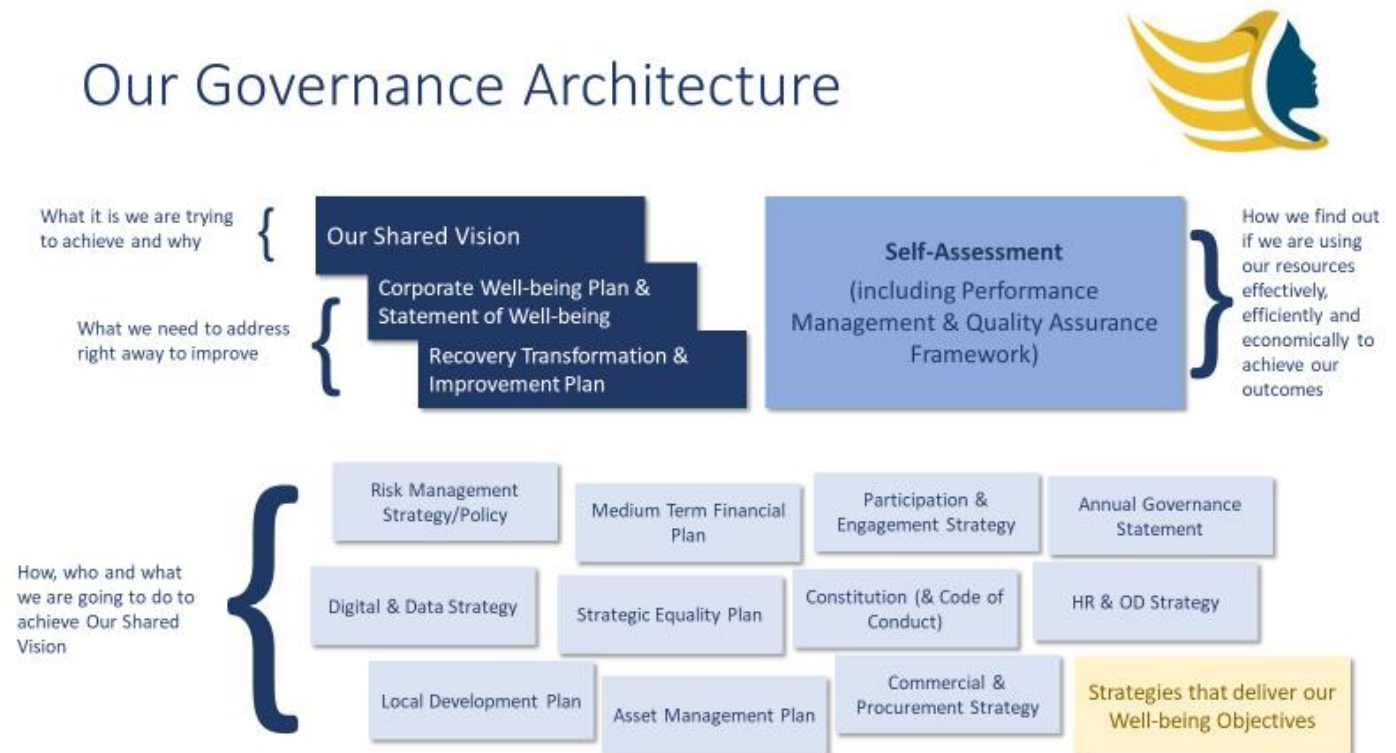 Our Governance Architecture
What it is we are trying
to achieve and why
Our Shared Vision
Corporate Well-being Plan &
Statement of Well-being
What we need to address
right away to improve
Recovery Transformation &
Improvement Plan
Self-Assessment
(including Performance
Management & Quality Assurance
Framework)
How we find out
if we are using
our resources
effectively,
efficiently and
economically to
achieve our
outcomes
How, who and what
we are going to do to
achieve Our Shared
Vision
Risk Management
Strategy/Policy
Medium Term Financial
Plan
Participation &
Engagement Strategy
Annual Governance
Statement
Digital & Data Strategy
Strategic Equality Plan
Constitution (& Code of
Conduct)
HR & OD Strategy
Local Development Plan
Asset Management Plan
Commercial &
Procurement Strategy
Strategies that deliver our
Well-being Objectives